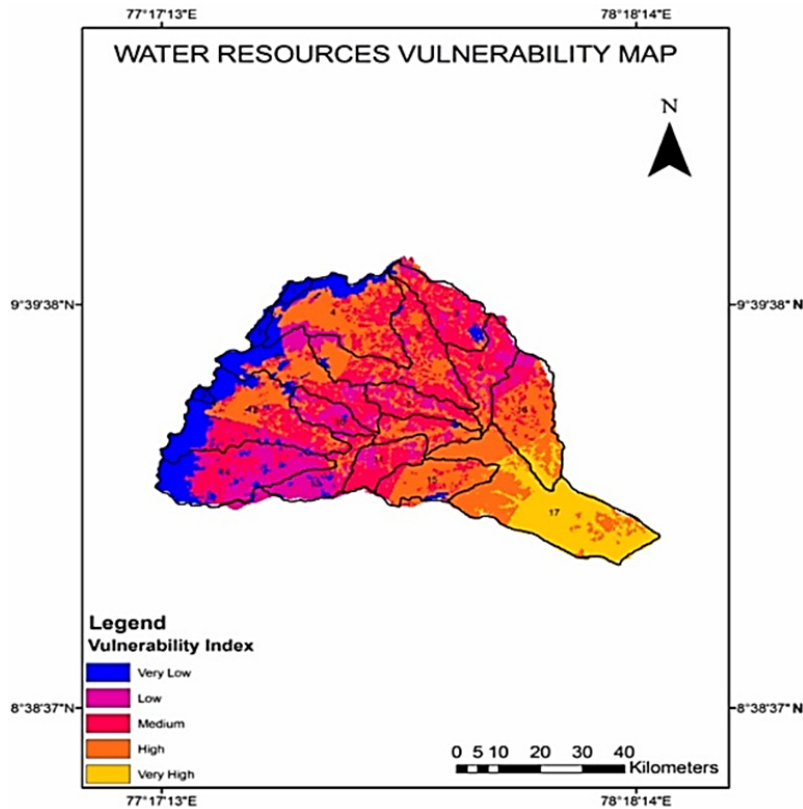 77°17'13"E 78°18'14"E
WATER RESOURCES VULNERABILITY MAP
N
9°39'38"N 9°39'38"N
4
17
Legend
Vulnerability Index
Very Low
Low
Medium
High
Very High
8°38'37"N 8°38'37"N
0 5 10 20 30 40
Kilometers
77°17'13"E 78°18'14"E